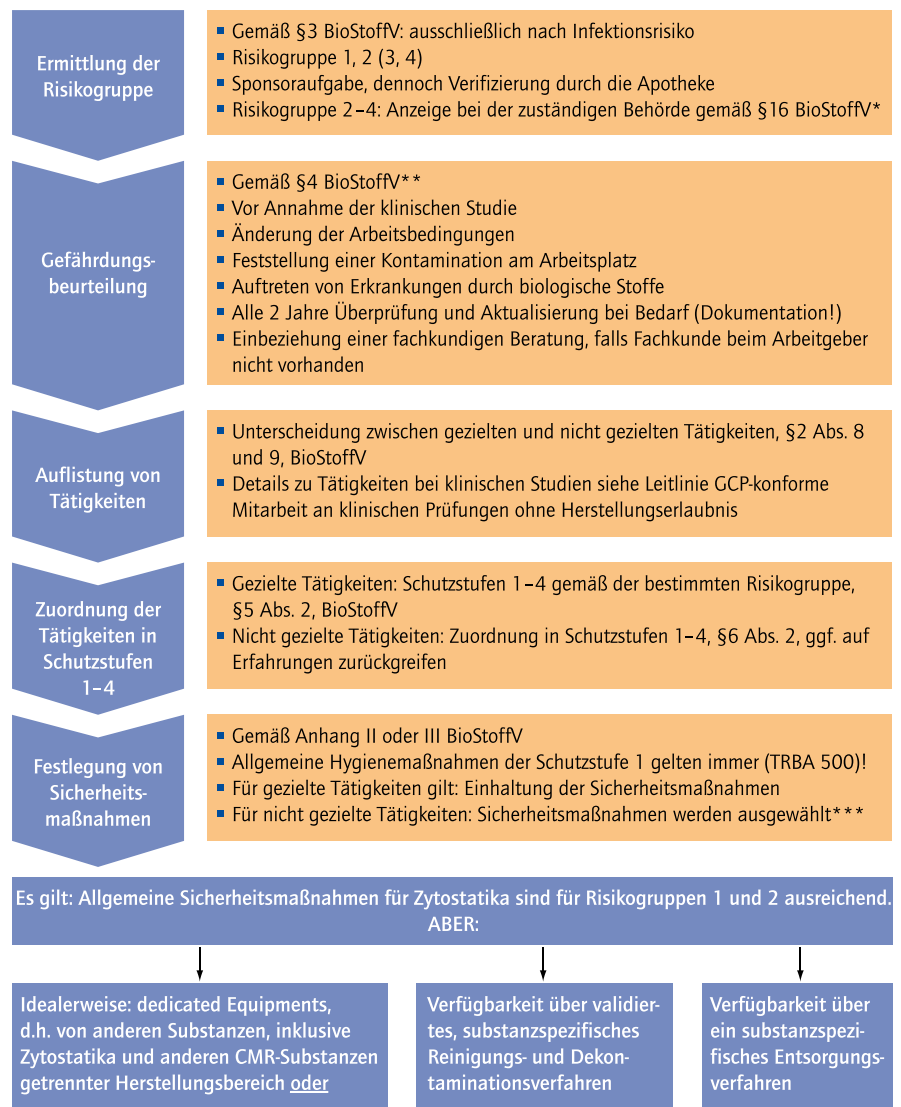 Ermittlung der
Risikogruppe
▪ Gemäß §3 BioStoffV: ausschließlich nach Infektionsrisiko
▪ Risikogruppe 1, 2 (3, 4)
▪ Sponsoraufgabe, dennoch Verifizierung durch die Apotheke
▪ Risikogruppe 2–4: Anzeige bei der zuständigen Behörde gemäß §16 BioStoffV*
Gefährdungs-
beurteilung
▪ Gemäß §4 BioStoffV**
▪ Vor Annahme der klinischen Studie
▪ Änderung der Arbeitsbedingungen
▪ Feststellung einer Kontamination am Arbeitsplatz
▪ Auftreten von Erkrankungen durch biologische Stoffe
▪ Alle 2 Jahre Überprüfung und Aktualisierung bei Bedarf (Dokumentation!)
▪ Einbeziehung einer fachkundigen Beratung, falls Fachkunde beim Arbeitgeber
nicht vorhanden
Auflistung von
Tätigkeiten
▪ Unterscheidung zwischen gezielten und nicht gezielten Tätigkeiten, §2 Abs. 8
und 9, BioStoffV
▪ Details zu Tätigkeiten bei klinischen Studien siehe Leitlinie GCP-konforme
Mitarbeit an klinischen Prüfungen ohne Herstellungserlaubnis
Zuordnung der
Tätigkeiten in
Schutzstufen
1–4
▪ Gezielte Tätigkeiten: Schutzstufen 1–4 gemäß der bestimmten Risikogruppe,
§5 Abs. 2, BioStoffV
▪ Nicht gezielte Tätigkeiten: Zuordnung in Schutzstufen 1–4, §6 Abs. 2, ggf. auf
Erfahrungen zurückgreifen
Festlegung von
Sicherheits-
maßnahmen
▪ Gemäß Anhang II oder III BioStoffV
▪ Allgemeine Hygienemaßnahmen der Schutzstufe 1 gelten immer (TRBA 500)!
▪ Für gezielte Tätigkeiten gilt: Einhaltung der Sicherheitsmaßnahmen
▪ Für nicht gezielte Tätigkeiten: Sicherheitsmaßnahmen werden ausgewählt***
Es gilt: Allgemeine Sicherheitsmaßnahmen für Zytostatika sind für Risikogruppen 1 und 2 ausreichend.
ABER:
Idealerweise: dedicated Equipments,
d.h. von anderen Substanzen, inklusive
Zytostatika und anderen CMR-Substanzen
getrennter Herstellungsbereich oder
Verfügbarkeit über validier-
tes, substanzspezifisches
Reinigungs- und Dekon-
taminationsverfahren
Verfügbarkeit über
ein substanzspezi-
fisches Entsorgungs-
verfahren